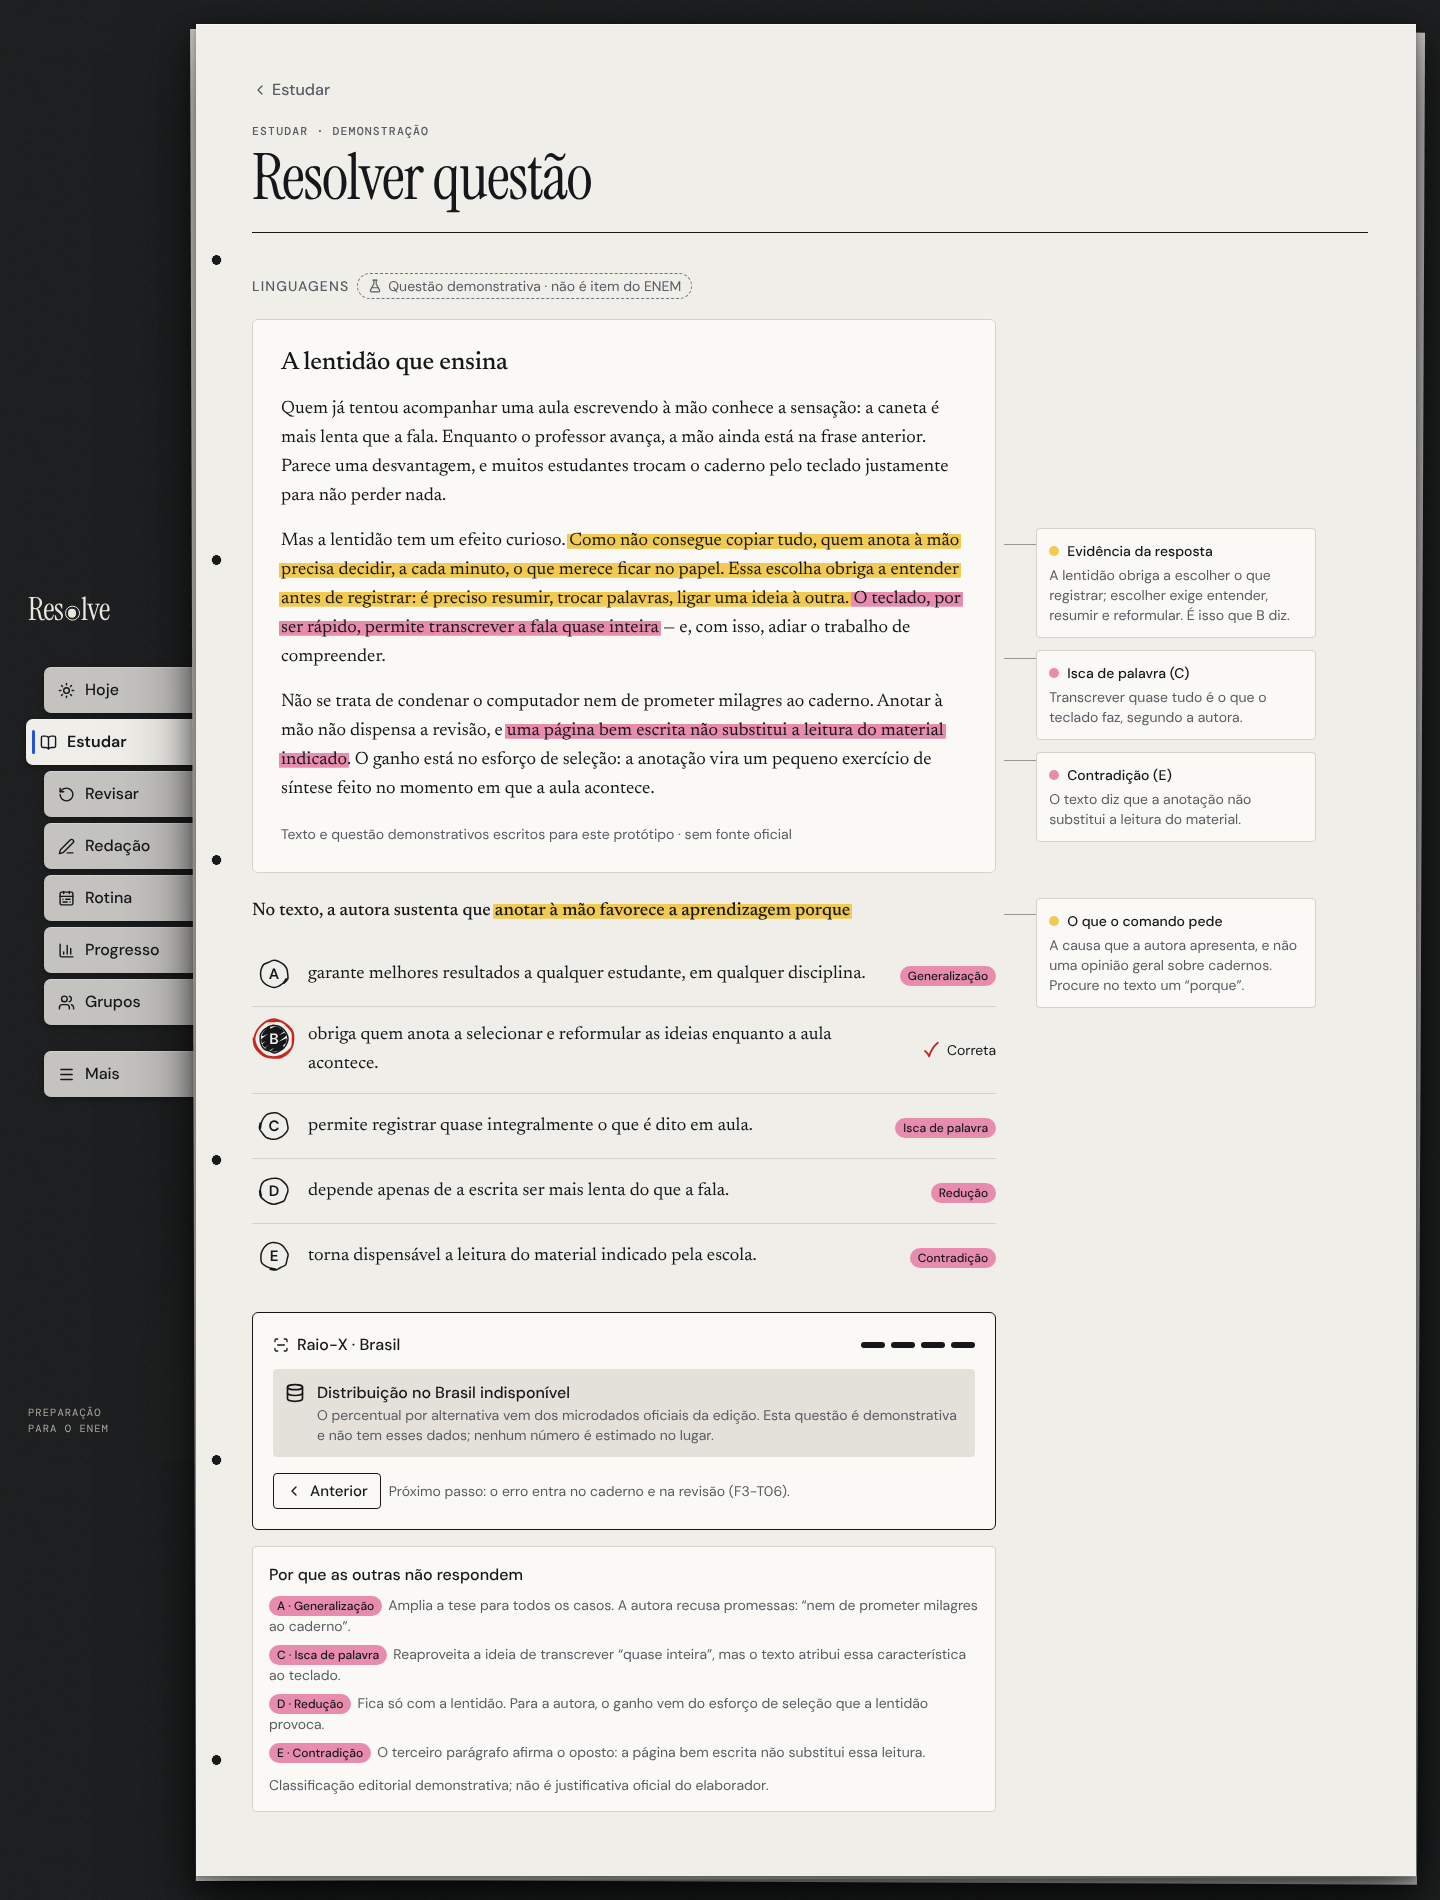 Estudar
ESTUDAR · DEMONSTRAÇÃO
Resolver questão
LINGUAGENS
Questão demonstrativa · não é item do ENEM
A lentidão que ensina
Quem já tentou acompanhar uma aula escrevendo à mão conhece a sensação: a caneta é
mais lenta que a fala. Enquanto o professor avança, a mão ainda está na frase anterior.
Parece uma desvantagem, e muitos estudantes trocam o caderno pelo teclado justamente
para não perder nada.
Mas a lentidão tem um efeito curioso. Como não consegue copiar tudo, quem anota à mão
precisa decidir, a cada minuto, o que merece ficar no papel. Essa escolha obriga a entender
antes de registrar: é preciso resumir, trocar palavras, ligar uma ideia à outra. O teclado, por
ser rápido, permite transcrever a fala quase inteira — e, com isso, adiar o trabalho de
compreender.
Não se trata de condenar o computador nem de prometer milagres ao caderno. Anotar à
mão não dispensa a revisão, e uma página bem escrita não substitui a leitura do material
indicado. O ganho está no esforço de seleção: a anotação vira um pequeno exercício de
síntese feito no momento em que a aula acontece.
Texto e questão demonstrativos escritos para este protótipo · sem fonte oficial
Evidência da resposta
A lentidão obriga a escolher o que
registrar; escolher exige entender,
resumir e reformular. É isso que B diz.
Isca de palavra (C)
Transcrever quase tudo é o que o
teclado faz, segundo a autora.
Contradição (E)
O texto diz que a anotação não
substitui a leitura do material.
No texto, a autora sustenta que anotar à mão favorece a aprendizagem porque
O que o comando pede
A causa que a autora apresenta, e não
uma opinião geral sobre cadernos.
Procure no texto um “porque”.
A garante melhores resultados a qualquer estudante, em qualquer disciplina. Generalização
B obriga quem anota a selecionar e reformular as ideias enquanto a aula
acontece.
Correta
C permite registrar quase integralmente o que é dito em aula. Isca de palavra
D depende apenas de a escrita ser mais lenta do que a fala. Redução
E torna dispensável a leitura do material indicado pela escola. Contradição
Raio-X · Brasil
Distribuição no Brasil indisponível
O percentual por alternativa vem dos microdados oficiais da edição. Esta questão é demonstrativa
e não tem esses dados; nenhum número é estimado no lugar.
Anterior
Próximo passo: o erro entra no caderno e na revisão (F3-T06).
Por que as outras não respondem
A · Generalização Amplia a tese para todos os casos. A autora recusa promessas: “nem de prometer milagres
ao caderno”.
C · Isca de palavra Reaproveita a ideia de transcrever “quase inteira”, mas o texto atribui essa característica
ao teclado.
D · Redução Fica só com a lentidão. Para a autora, o ganho vem do esforço de seleção que a lentidão
provoca.
E · Contradição O terceiro parágrafo afirma o oposto: a página bem escrita não substitui essa leitura.
Classificação editorial demonstrativa; não é justificativa oficial do elaborador.
Resolve
Hoje
Estudar
Revisar
Redação
Rotina
Progresso
Grupos
Mais
PREPARAÇÃO
PARA O ENEM